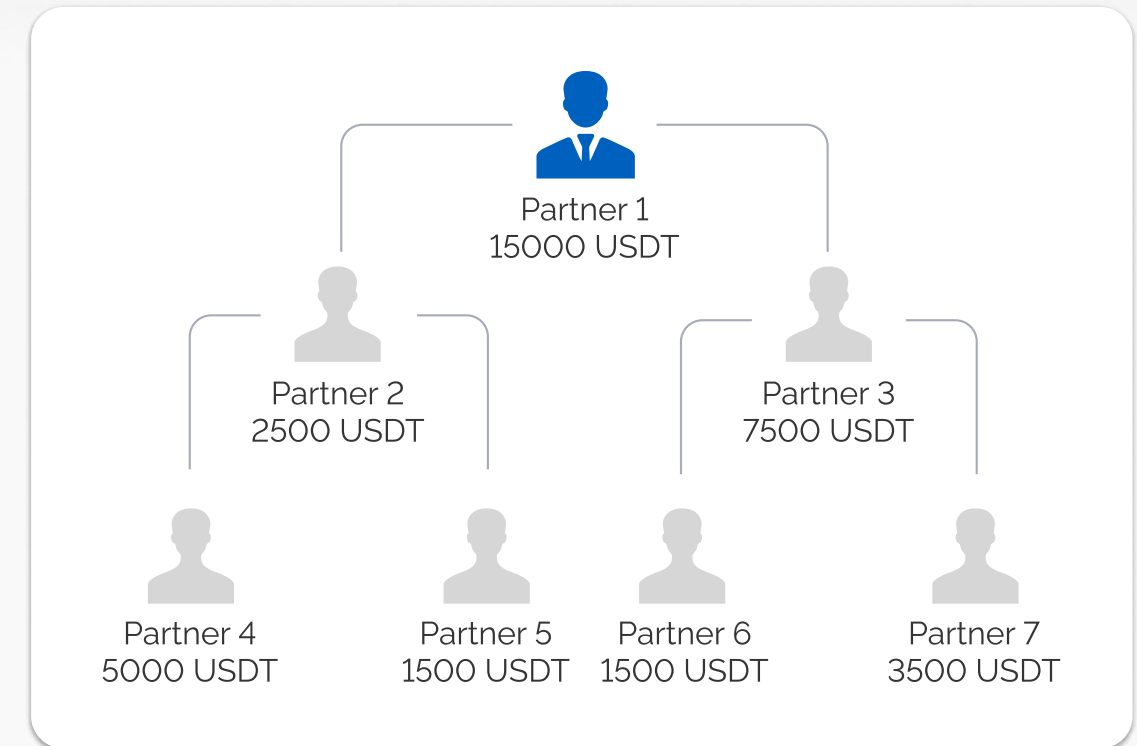 Partner 1
15000 USDT
Partner 2
2500 USDT
Partner 3
7500 USDT
Partner 4
5000 USDT
Partner 5
1500 USDT
Partner 6
1500 USDT
Partner 7
3500 USDT